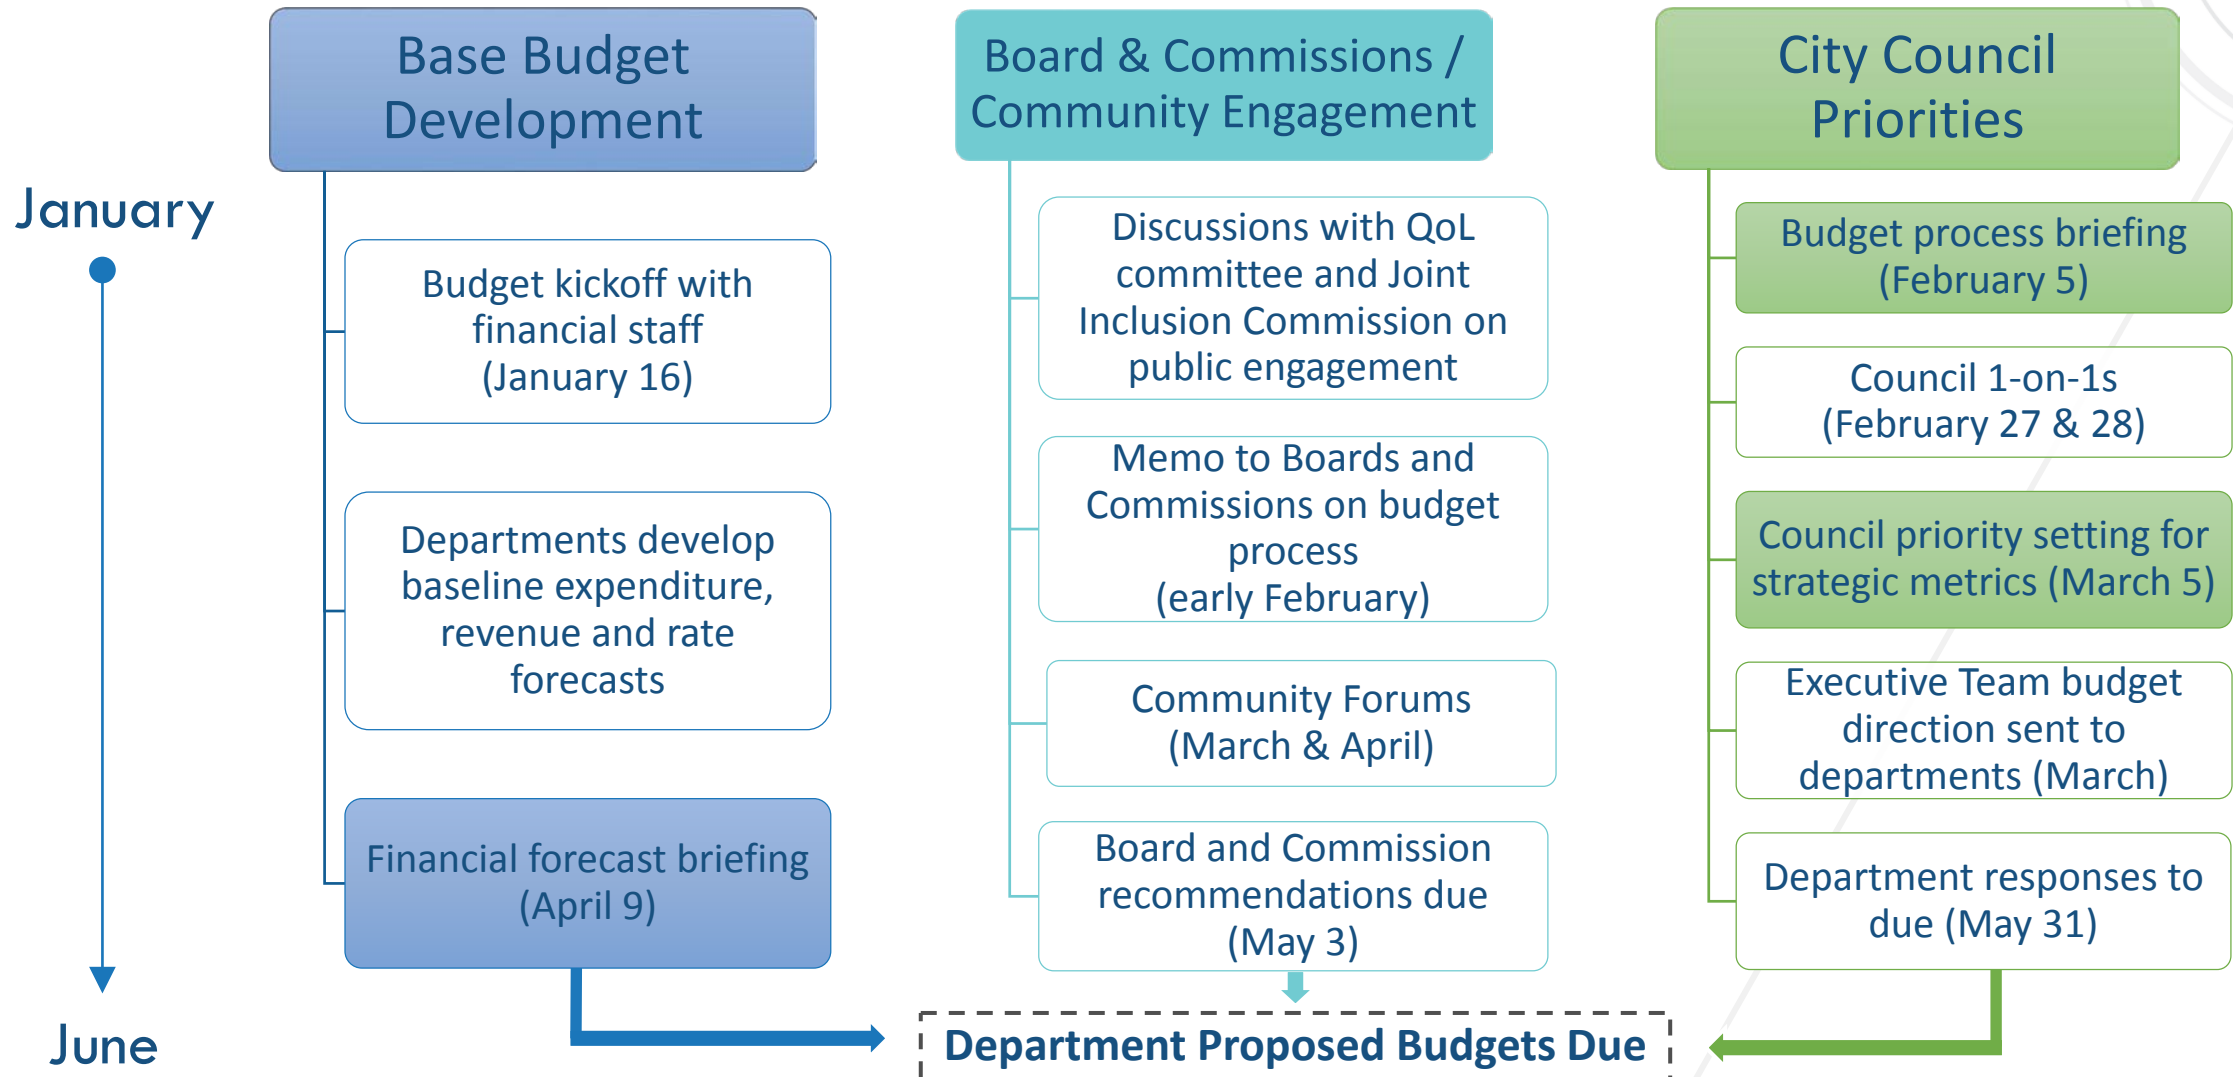 January
June
Base Budget
Development
Budget kickoff with
financial staff
(January 16)
Departments develop
baseline expenditure,
revenue and rate
forecasts
Financial forecast briefing
(April 9)
Board & Commissions /
Community Engagement
Discussions with QoL
committee and Joint
Inclusion Commission on
public engagement
Memo to Boards and
Commissions on budget
process
(early February)
Community Forums
(March & April)
Board and Commission
recommendations due
(May 3)
City Council
Priorities
Budget process briefing
(February 5)
Council 1-on-1s
(February 27 & 28)
Council priority setting for
strategic metrics (March 5)
Executive Team budget
direction sent to
departments (March)
Department responses to
due (May 31)
Department Proposed Budgets Due